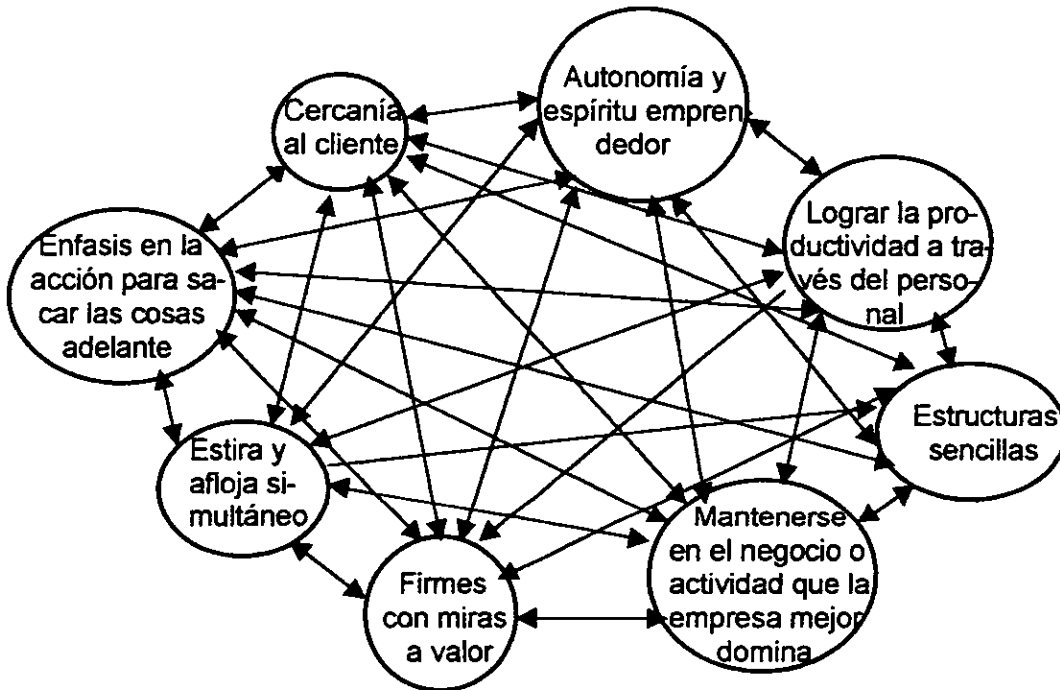 Cercanía
al cliente
Autonomía y
espíritu empren
dedor
Lograr la pro-
ductividad a tra-
vés del perso-
nal
Enfasis en la
acción para sa-
car las cosas
adelante
Estructuras
sencillas
Estira y
afloja si-
multáneo
Mantenerse
en el negocio o
actividad que la
empresa mejor
domina
Firmes
con miras
a valor